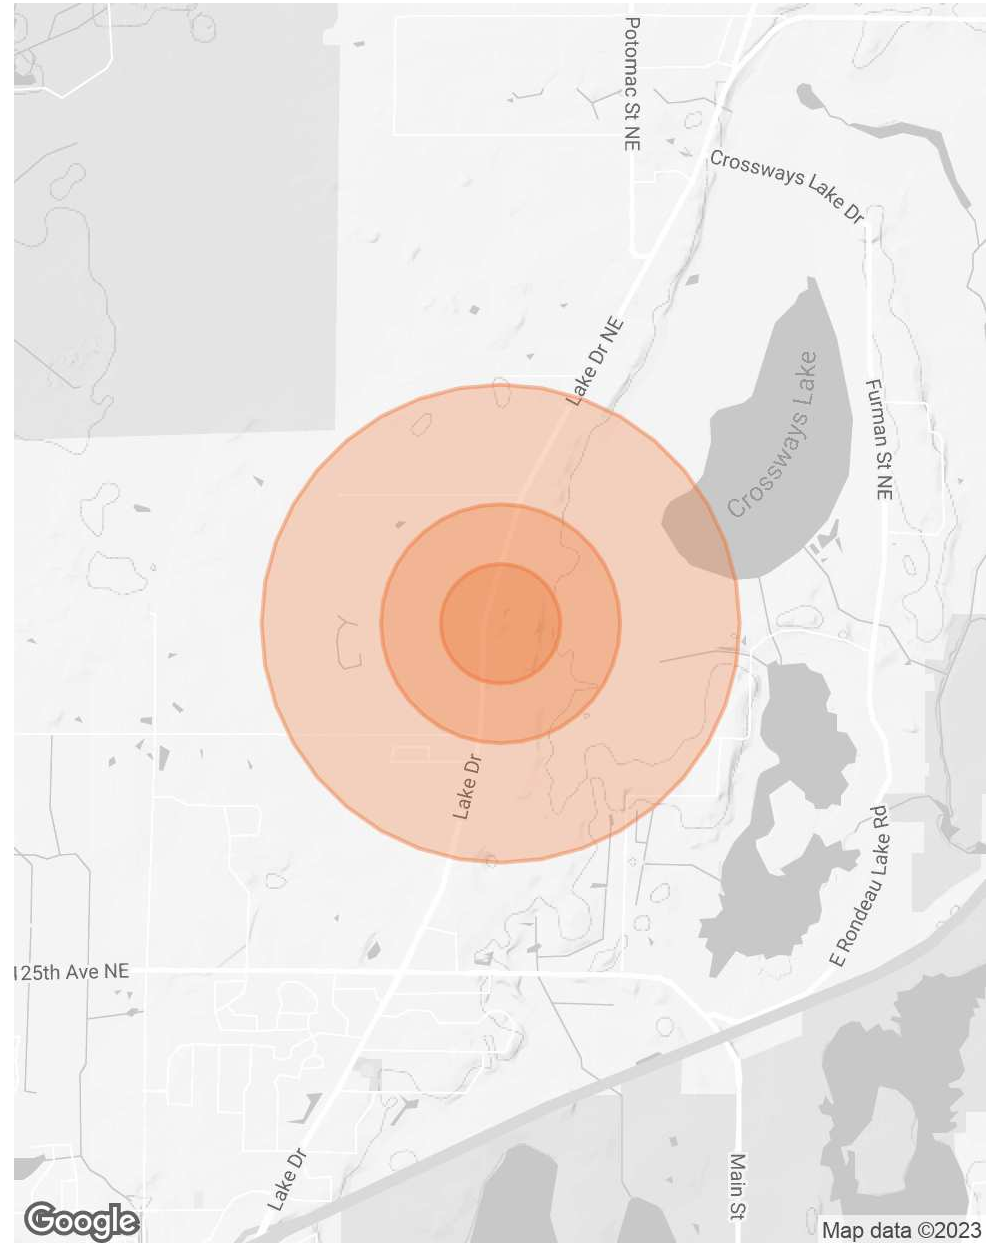 Potomac St NE
Crossways Lake Dr
Lake Dr NE
Crossways Lake
Furman St NE
Lake Dr
E Rondeau Lake Rd
125th Ave NE
Lake Dr
Main St
Google
Map data ©2023